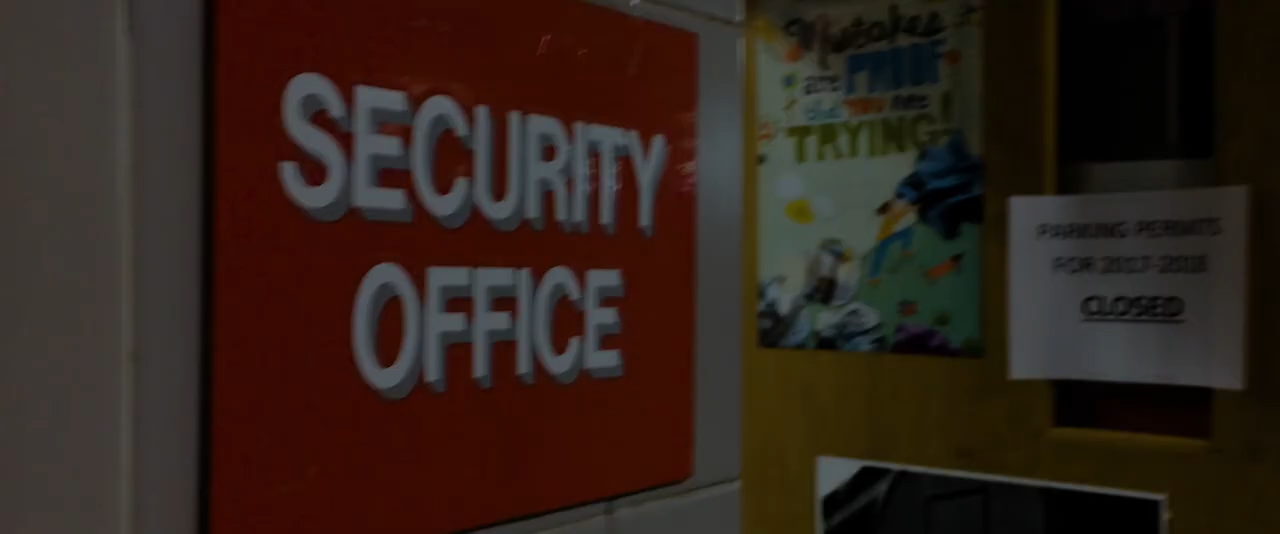 SECURITY
OFFICE
Mistakes
are PROOF
that YOU are
TRYING!
PARKING PERMITS
FOR 2017-2018
CLOSED